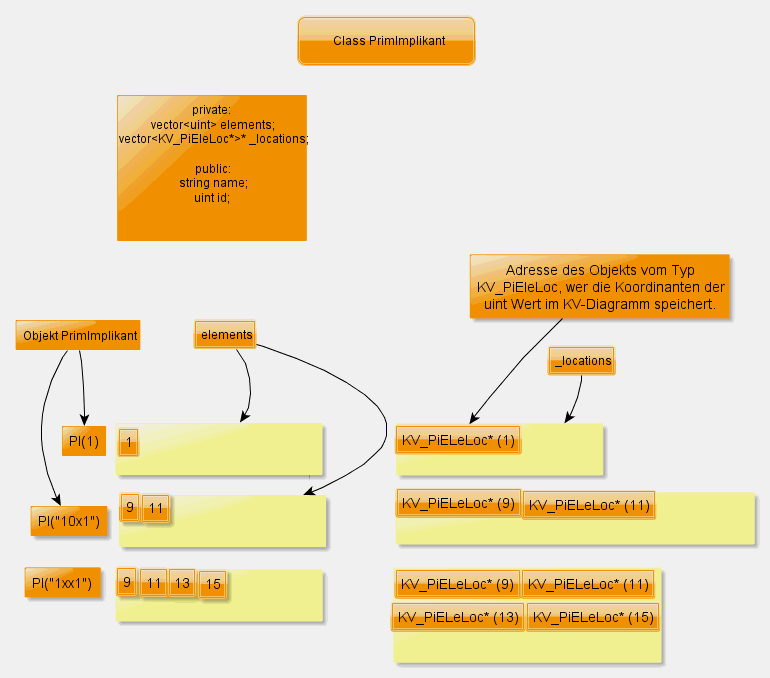 Class PrimImplikant
private:
vector<uint> elements;
vector<KV_PiEleLoc*>* _locations;
public:
string name;
uint id;
Adresse des Objekts vom Typ
KV_PiEleLoc, wer die Koordinanten der
uint Wert im KV-Diagramm speichert.
Objekt PrimImplikant
elements
_locations
PI(1)
1
KV_PiELeLoc* (1)
PI("10x1")
9 11
KV_PiELeLoc* (9) KV_PiELeLoc* (11)
PI("1xx1")
9 11 13 15
KV_PiELeLoc* (9) KV_PiELeLoc* (11)
KV_PiELeLoc* (13) KV_PiELeLoc* (15)